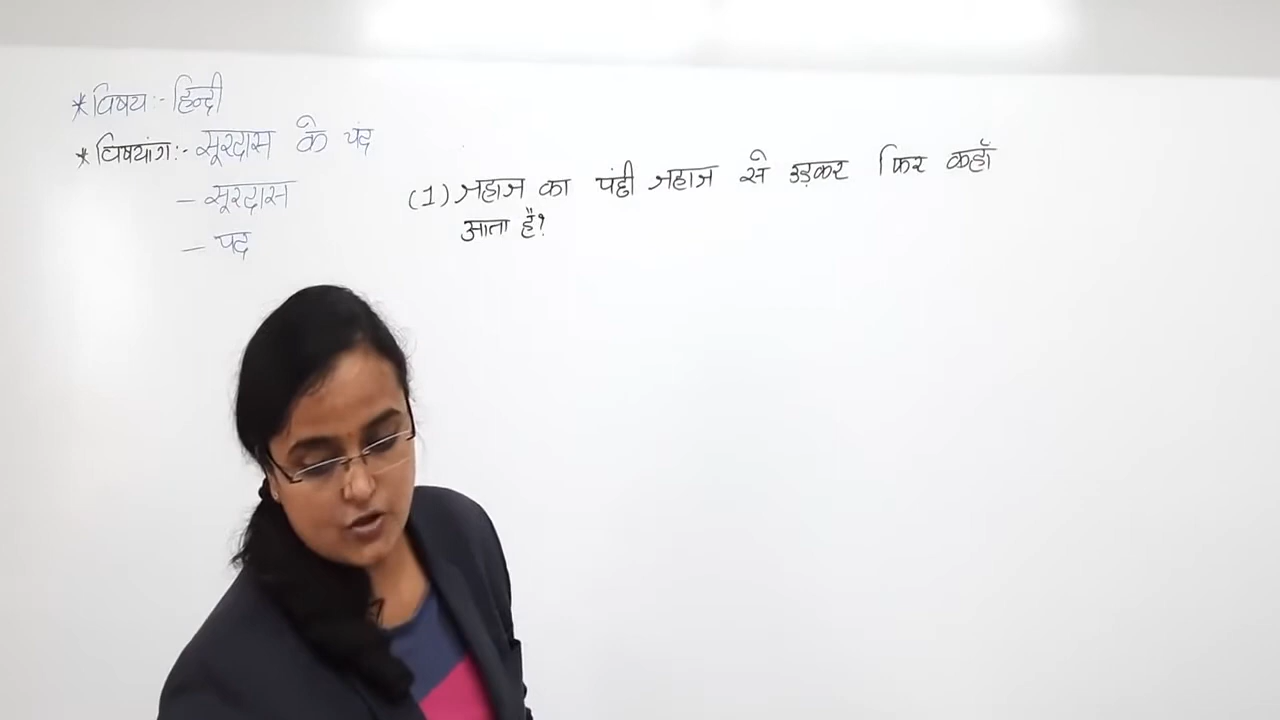 * विषय:- हिन्दी
* विषयांश:- सूरदास के पद
- सूरदास
- पद
(1) जहाज का पंछी जहाज से उड़कर फिर कहाँ
आता है?